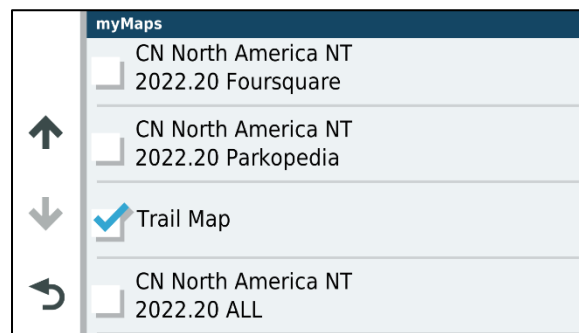 myMaps
CN North America NT
2022.20 Foursquare
CN North America NT
2022.20 Parkopedia
Trail Map
CN North America NT
2022.20 ALL